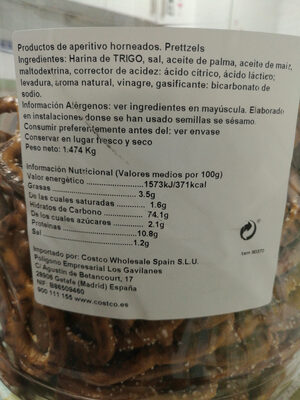 Productos de aperitivo horneados. Prettzels
Ingredientes: Harina de TRIGO, sal, aceite de palma, aceite de maíz,
maltodextrina, corrector de acidez: ácido cítrico, ácido láctico;
levadura, aroma natural, vinagre, gasificante: bicarbonato de
sodio.
Información Alérgenos: ver ingredientes en mayúscula. Elaborado
en instalaciones donse se han usado semillas se sésamo.
Consumir preferentemente antes del: ver envase
Conservar en lugar fresco y seco
Peso neto: 1.474 Kg
Información Nutricional (Valores medios por 100g)
Valor energético ........................1573kJ/371kcal
Grasas ........................3.5g
De las cuales saturadas ........................1.6g
Hidratos de Carbono ........................74.1g
De los cuales azúcares ........................2.1g
Proteínas ........................10.8g
Sal ........................1.2g
Importado por: Costco Wholesale Spain S.L.U.
Polígono Empresarial Los Gavilanes
C/ Agustín de Betancourt, 17
28906 Getafe (Madrid) España
NIF: B86509460
900 111 155 www.costco.es